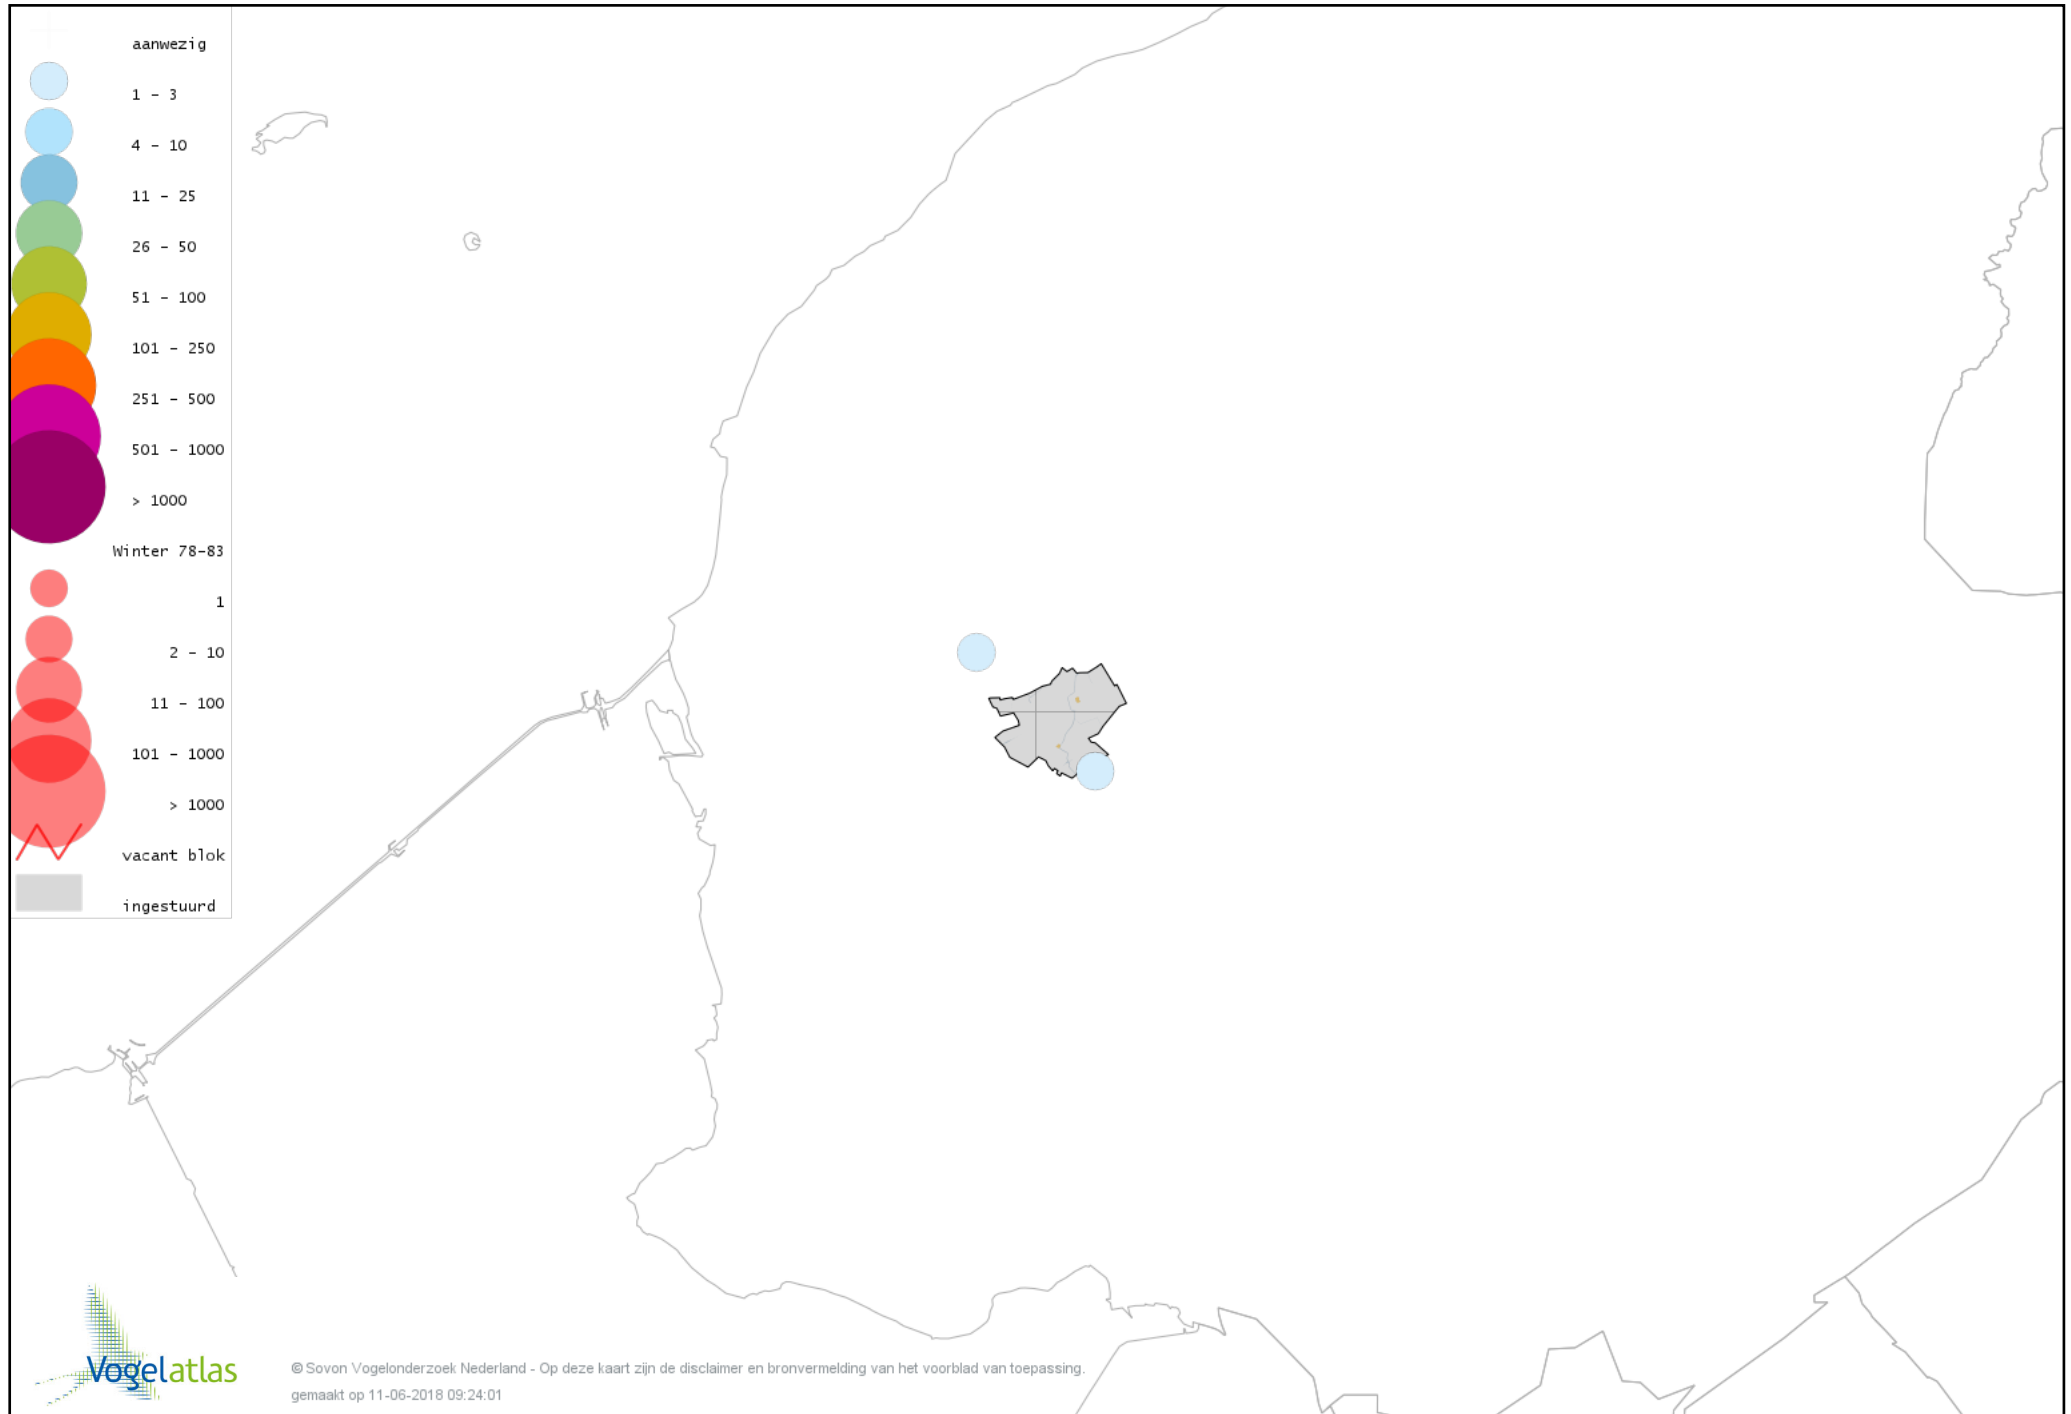 aanwezig
1 - 3
4 - 10
11 - 25
26 - 50
51 - 100
101 - 250
251 - 500
501 - 1000
> 1000
Winter 78-83
1
2 - 10
11 - 100
101 - 1000
> 1000
vacant blok
ingestuurd
Vogelatlas
© Sovon Vogelonderzoek Nederland - Op deze kaart zijn de disclaimer en bronvermelding van het voorblad van toepassing.
gemaakt op 11-06-2018 09:24:01